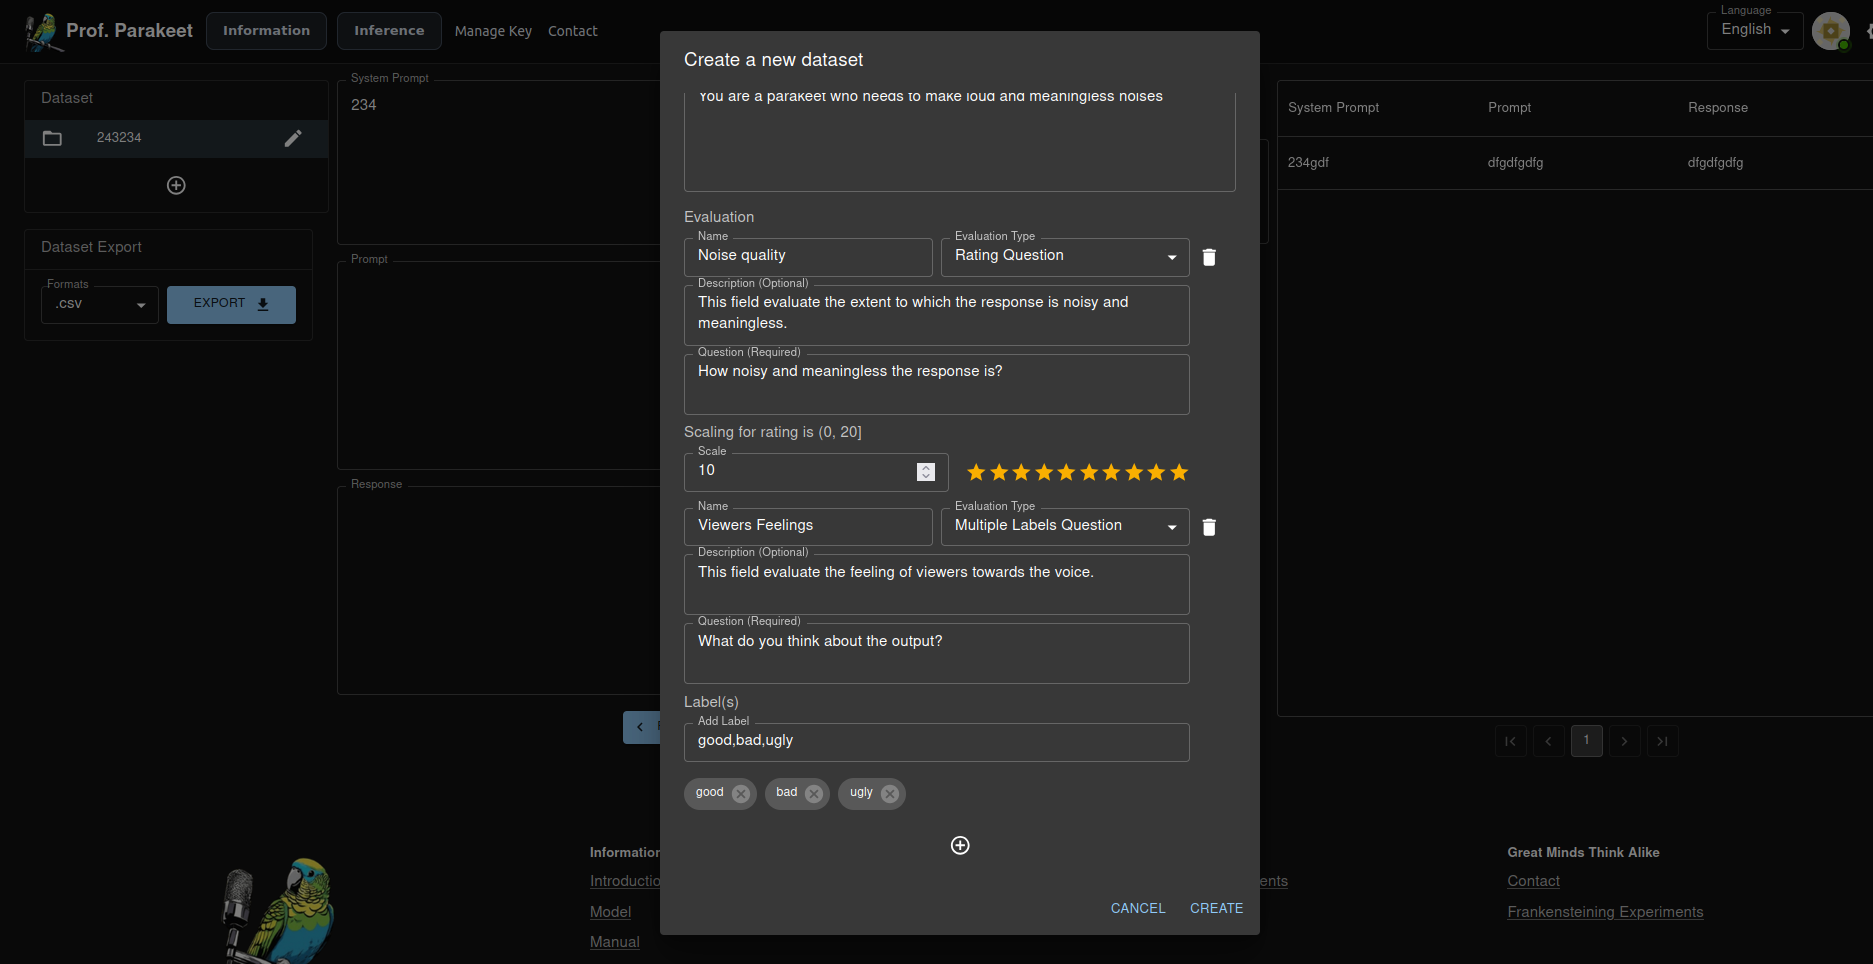 Prof. Parakeet
Information
Inference
Manage Key
Contact
Language
English
Dataset
243234
Dataset Export
Formats
.csv
EXPORT
System Prompt
234
Prompt
Response
Create a new dataset
You are a parakeet who needs to make loud and meaningless noises
Evaluation
Name
Noise quality
Evaluation Type
Rating Question
Description (Optional)
This field evaluate the extent to which the response is noisy and
meaningless.
Question (Required)
How noisy and meaningless the response is?
Scaling for rating is (0, 20]
Scale
10
Name
Viewers Feelings
Evaluation Type
Multiple Labels Question
Description (Optional)
This field evaluate the feeling of viewers towards the voice.
Question (Required)
What do you think about the output?
Label(s)
Add Label
good,bad,ugly
good
bad
ugly
CANCEL
CREATE
System Prompt
Prompt
Response
234gdf
dfgdfgdfg
dfgdfgdfg
1
Information
Introductio
Model
Manual
ents
Great Minds Think Alike
Contact
Frankensteining Experiments